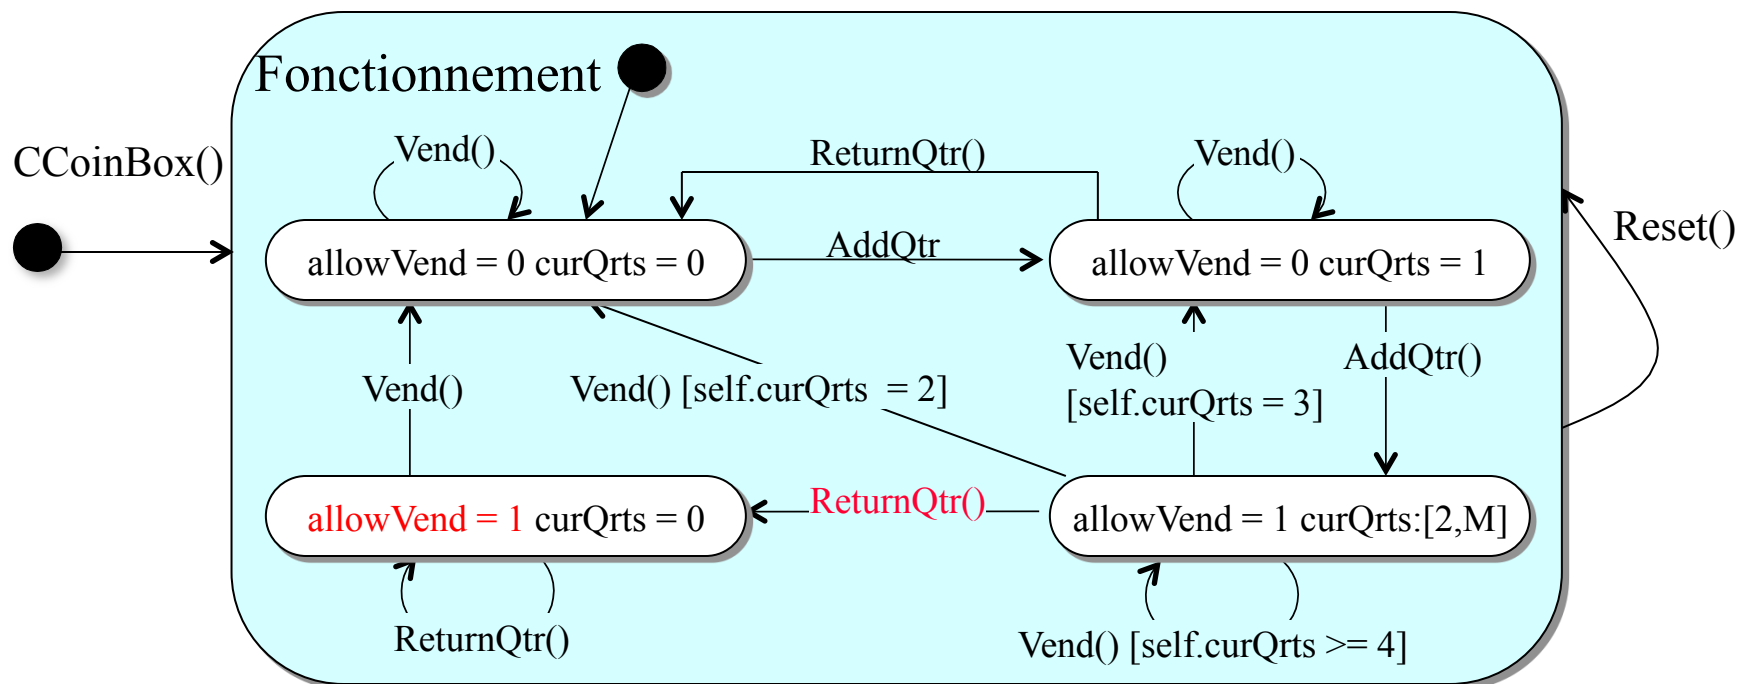 Fonctionnement
CCoinBox()
Vend()
ReturnQtr()
Vend()
Reset()
allowVend = 0 curQrts = 0
AddQtr
allowVend = 0 curQrts = 1
Vend()
Vend() [self.curQrts = 2]
Vend()
[self.curQrts = 3]
AddQtr()
allowVend = 1 curQrts = 0
ReturnQtr()
allowVend = 1 curQrts:[2,M]
ReturnQtr()
Vend() [self.curQrts >= 4]